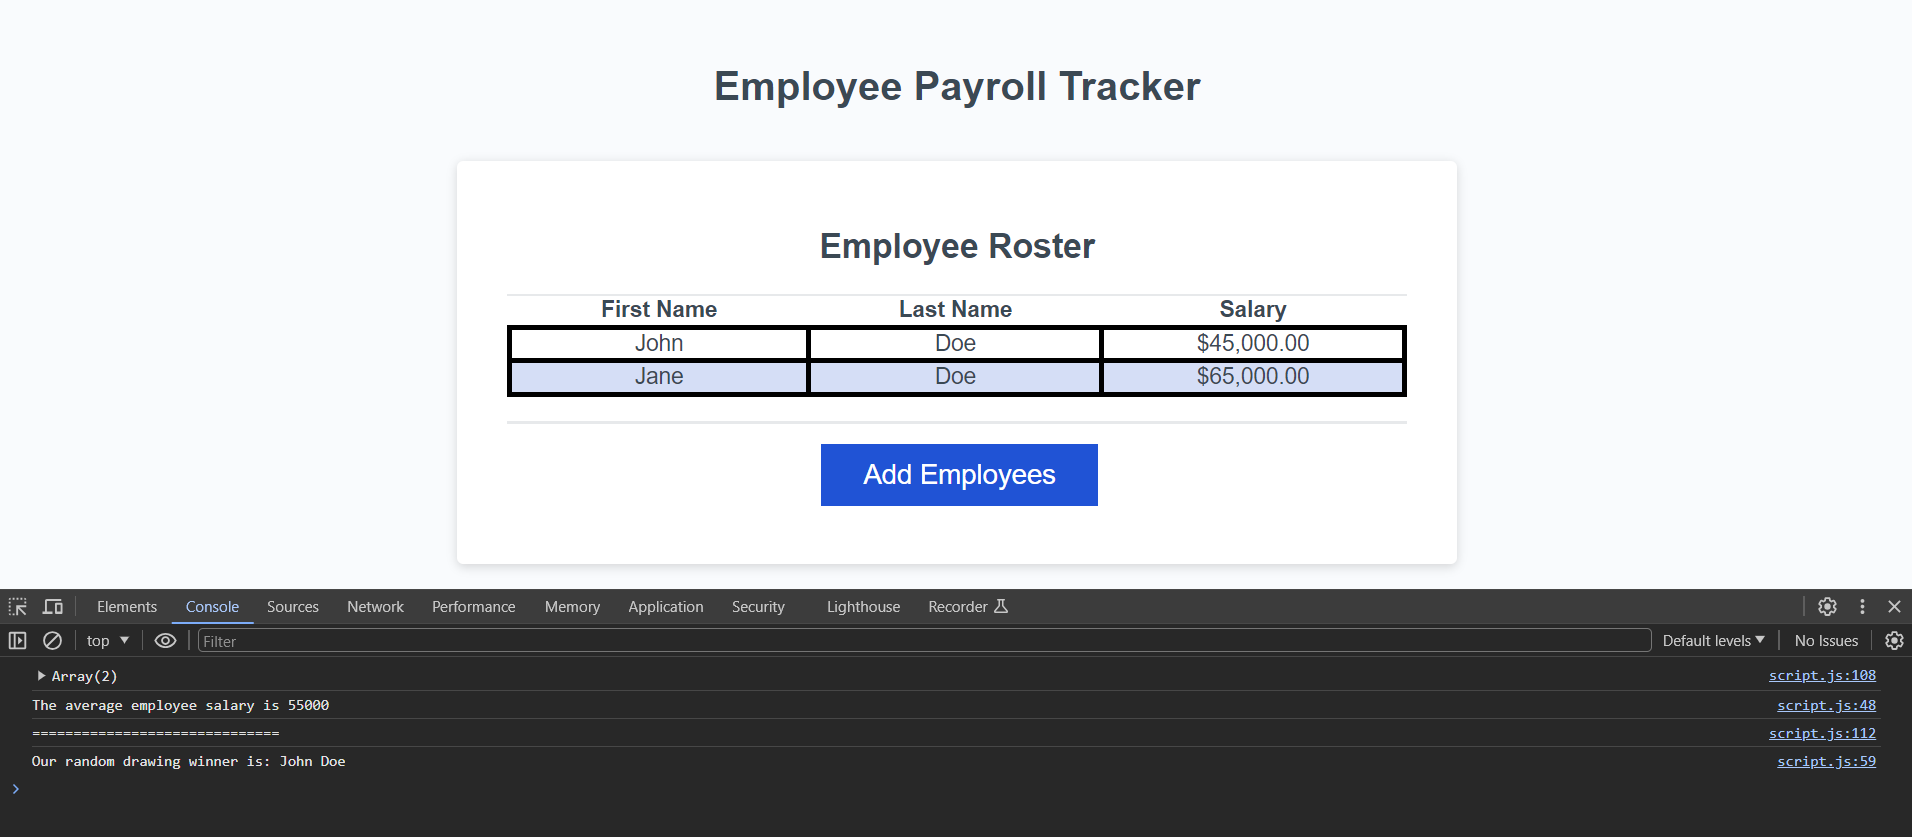 Employee Payroll Tracker
Employee Roster
First Name Last Name Salary
John Doe $45,000.00
Jane Doe $65,000.00
Add Employees
Elements Console Sources Network Performance Memory Application Security Lighthouse Recorder
top Filter Default levels No Issues
Array(2) script.js:108
The average employee salary is 55000 script.js:48
============================== script.js:112
Our random drawing winner is: John Doe script.js:59